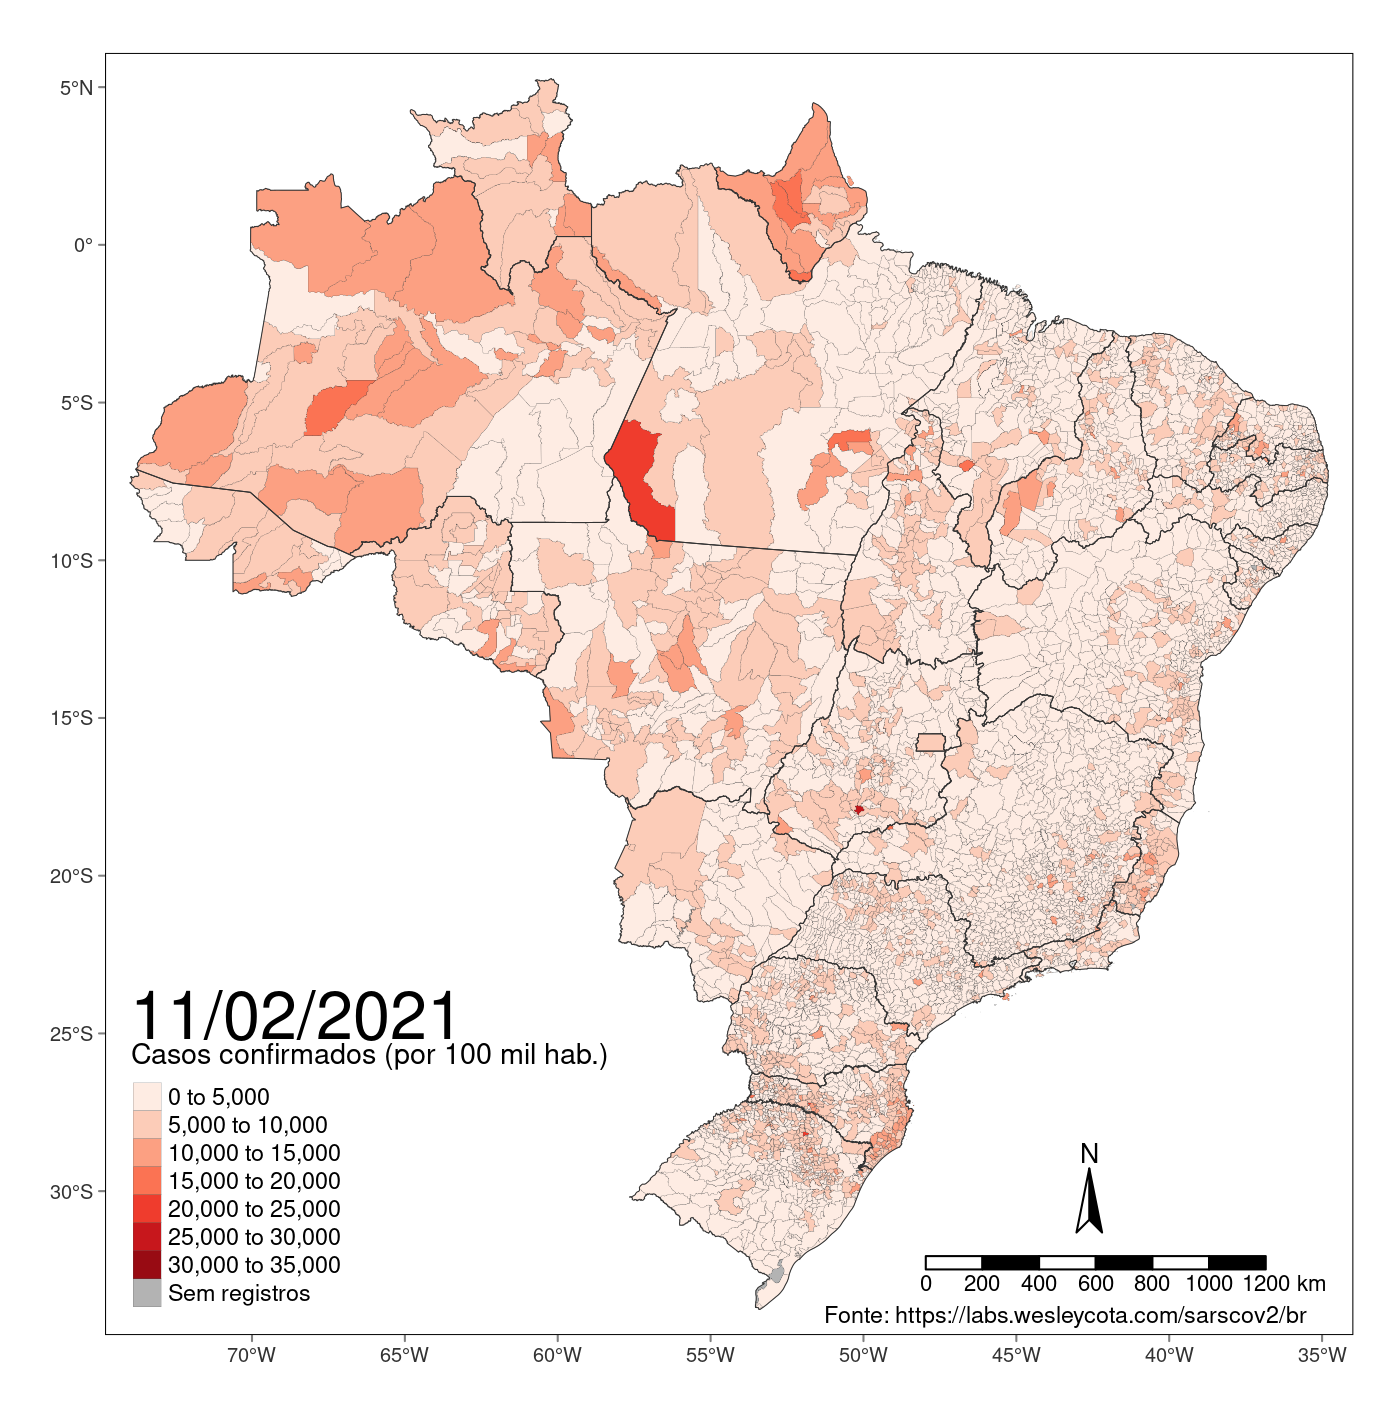 5°N
0°
5°S
10°S
15°S
20°S
25°S
30°S
11/02/2021
Casos confirmados (por 100 mil hab.)
0 to 5,000
5,000 to 10,000
10,000 to 15,000
15,000 to 20,000
20,000 to 25,000
25,000 to 30,000
30,000 to 35,000
Sem registros
N
0 200 400 600 800 1000 1200 km
Fonte: https://labs.wesleycota.com/sarscov2/br
70°W 65°W 60°W 55°W 50°W 45°W 40°W 35°W